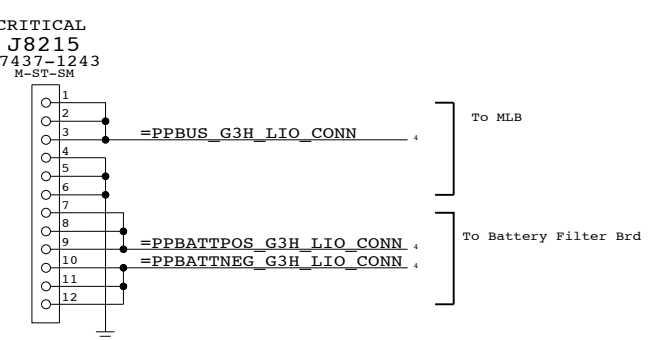 CRITICAL
J8215
7437-1243
M-ST-SM
1
2
3
=PPBUS_G3H_LIO_CONN 4
To MLB
4
5
6
7
8
9
=PPBATTPOS_G3H_LIO_CONN 4
To Battery Filter Brd
10
=PPBATTNEG_G3H_LIO_CONN 4
11
12